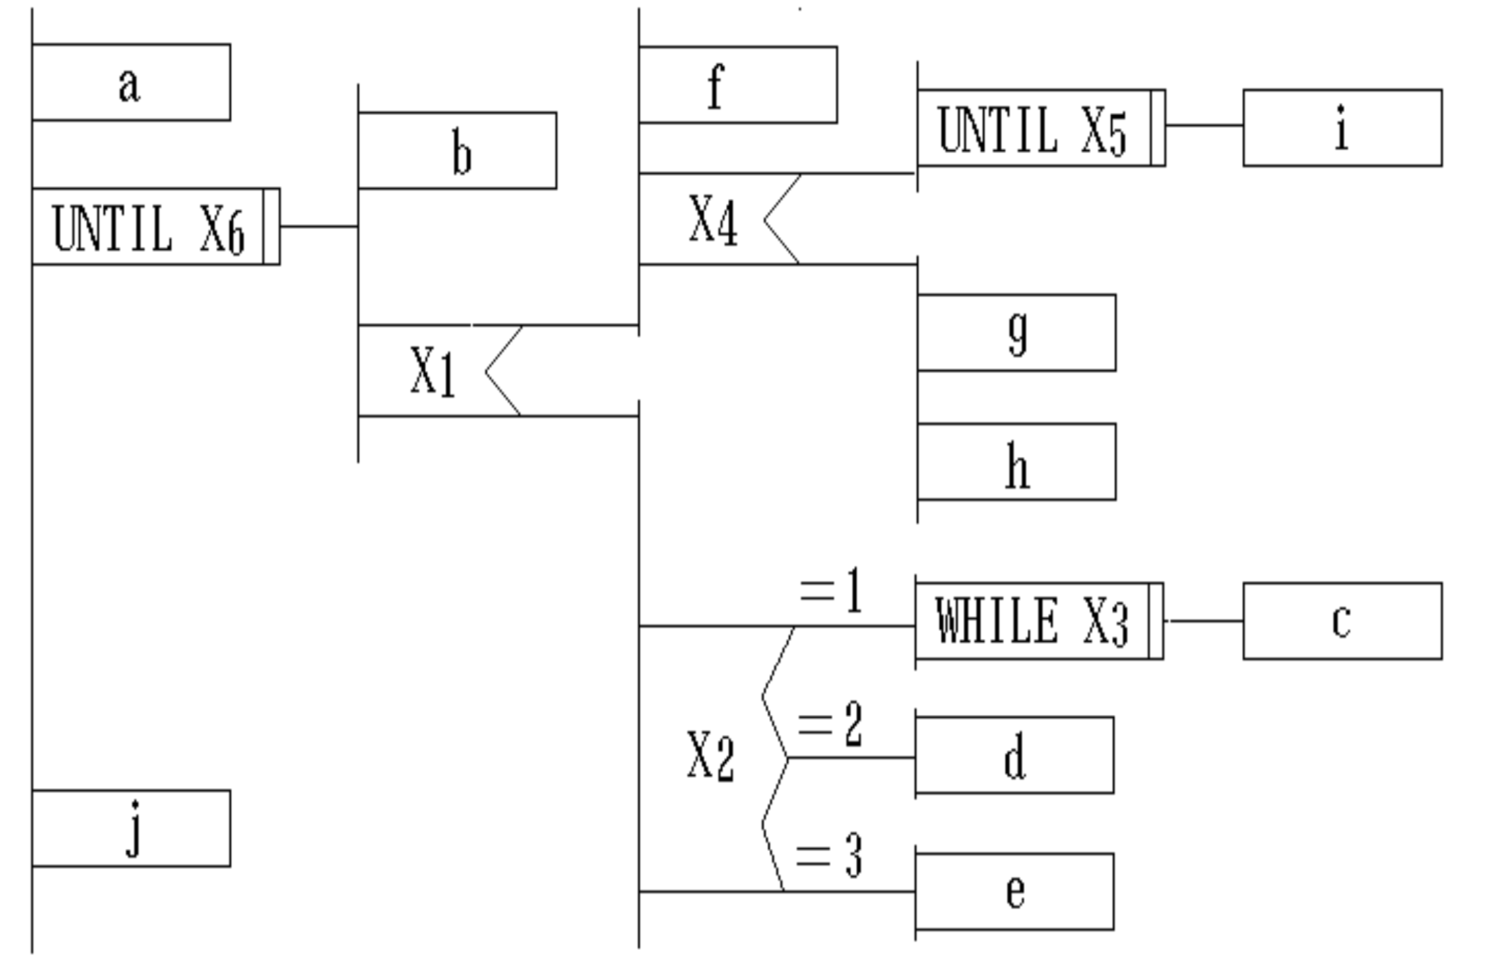 a
f
UNTIL X5
i
b
UNTIL X6
X4
g
X1
h
=1
WHILE X3
c
=2
X2
d
j
=3
e